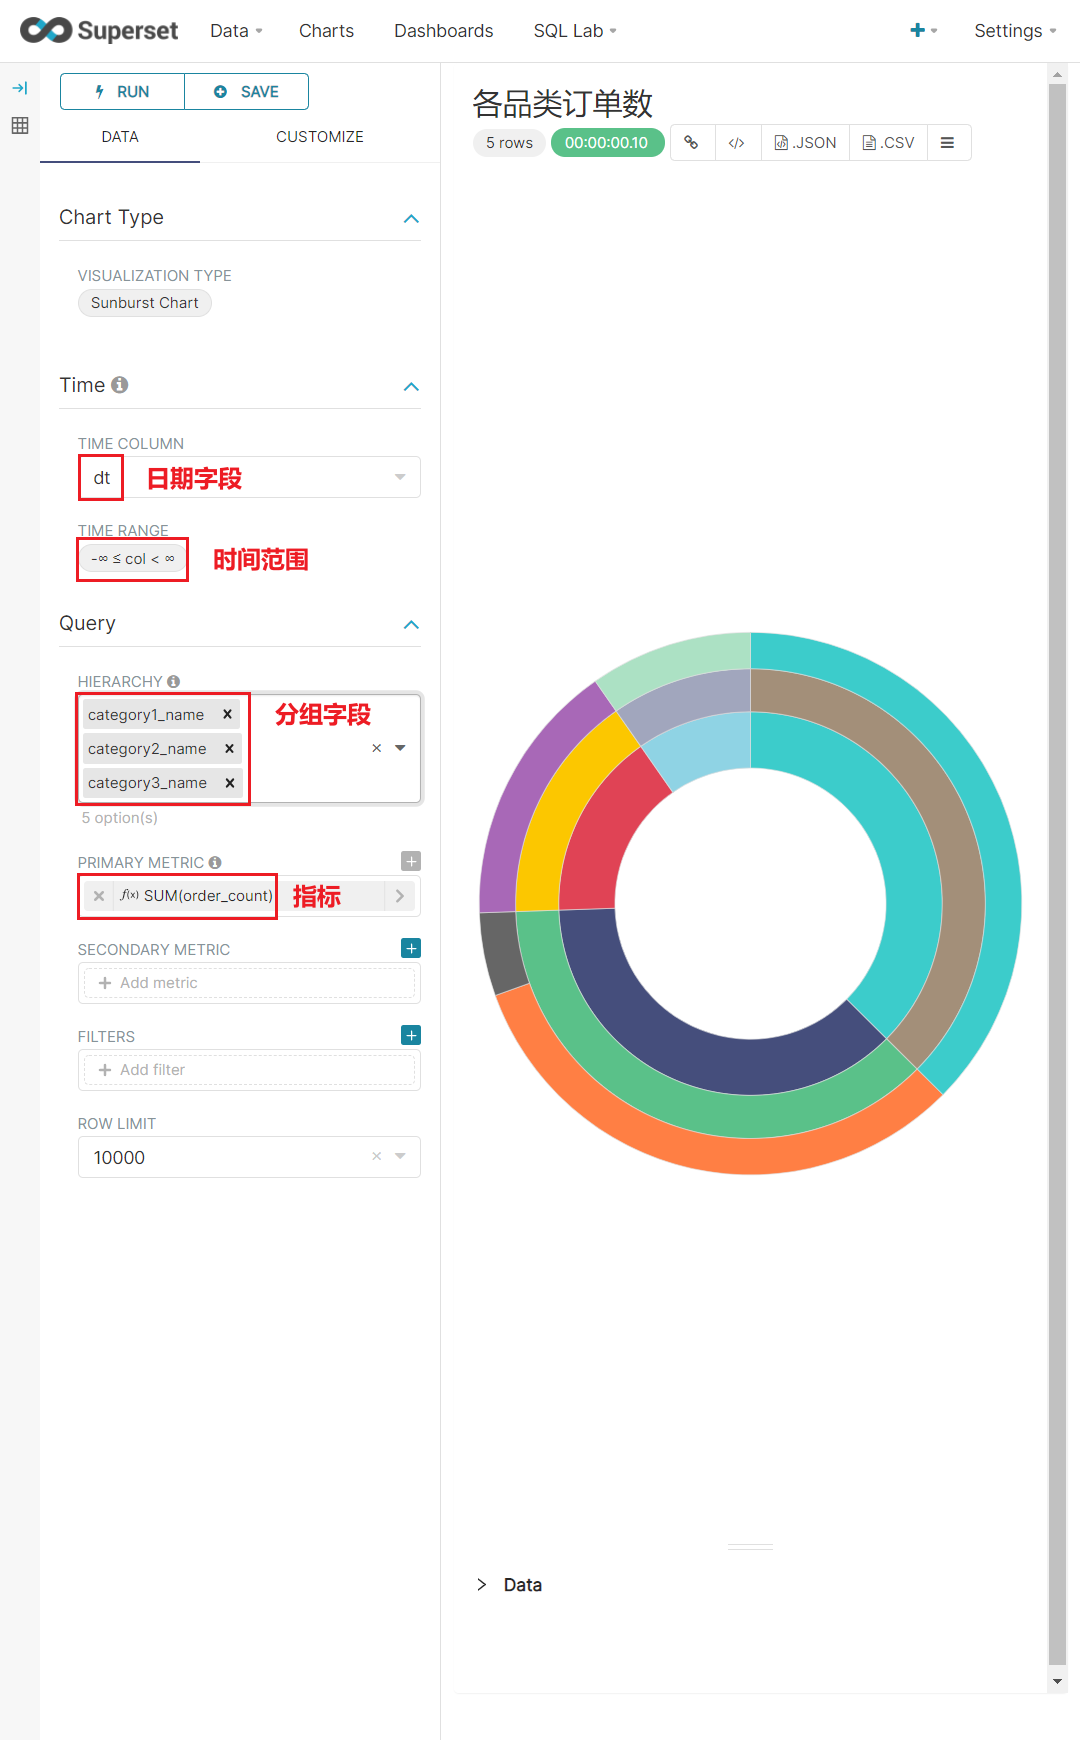 Superset Data Charts Dashboards SQL Lab + Settings
RUN SAVE
DATA CUSTOMIZE
各品类订单数
5 rows 00:00:00.10 </> .JSON .CSV
Chart Type
VISUALIZATION TYPE
Sunburst Chart
Time
TIME COLUMN
dt 日期字段
TIME RANGE
-∞ ≤ col < ∞ 时间范围
Query
HIERARCHY
category1_name × 分组字段
category2_name ×
category3_name ×
5 option(s)
PRIMARY METRIC
f(x) SUM(order_count) 指标
SECONDARY METRIC
+ Add metric
FILTERS
+ Add filter
ROW LIMIT
10000
Data